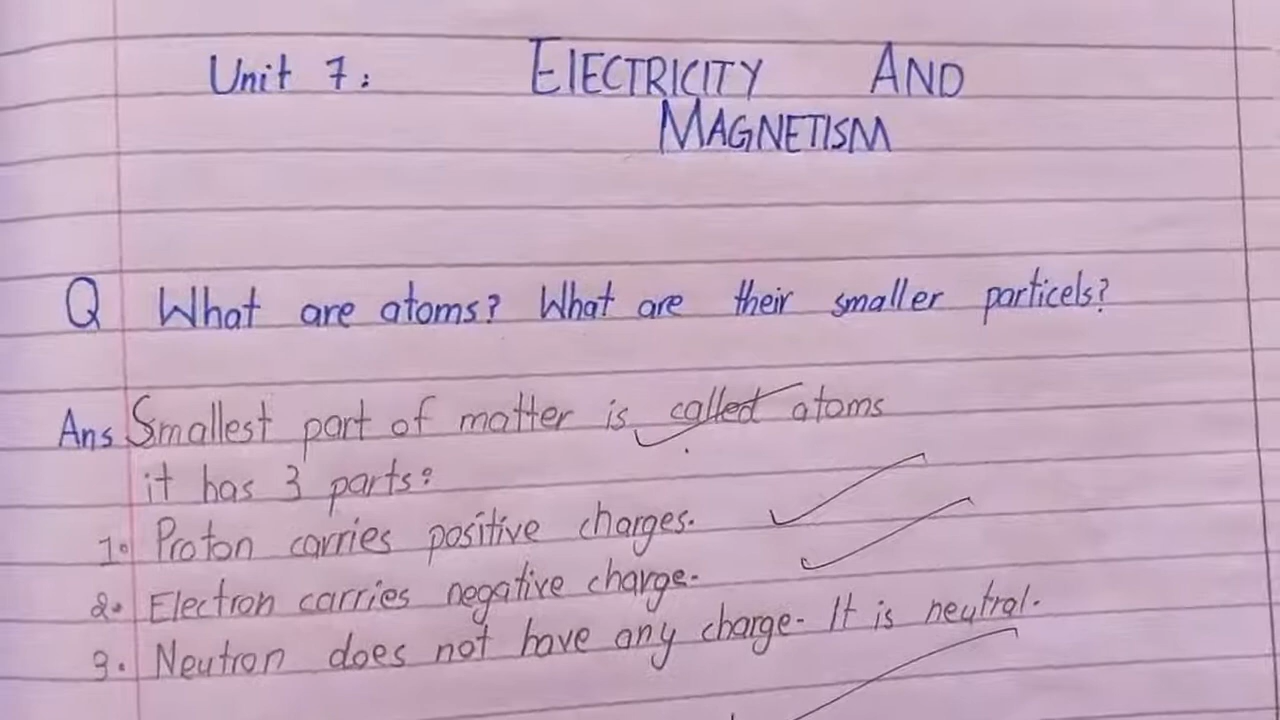 Unit 7: ElECTRICITY AND
MAGNETISM
Q What are atoms? What are their smaller particels?
Ans Smallest part of matter is called atoms
it has 3 parts:
1. Proton carries positive charges.
2. Electron carries negative charge.
3. Neutron does not have any charge. It is neutral.